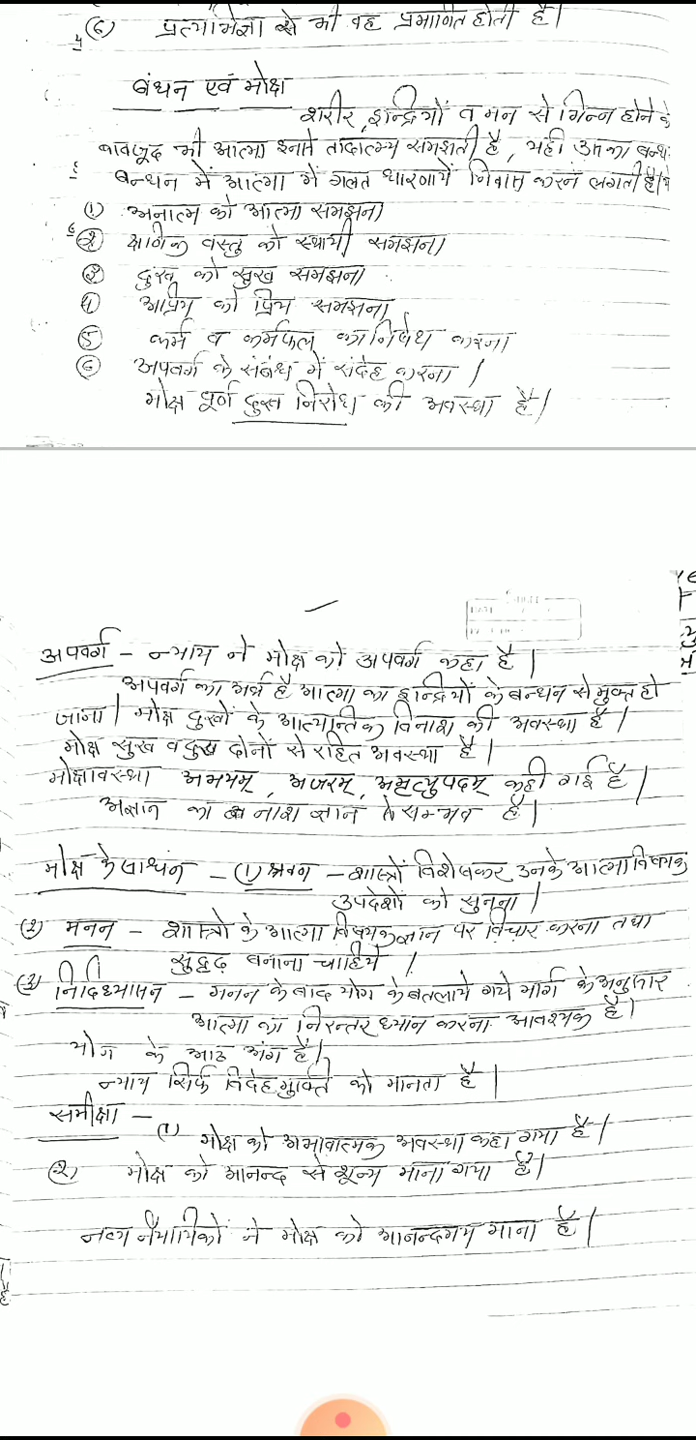 (6) प्रत्यभिज्ञा से भी वह प्रमाणित होती है।
बंधन एवं मोक्ष
शरीर, इन्द्रियों व मन से भिन्न होने के
बावजूद भी आत्मा इनसे तादात्म्य समझती है, यही उसका बन्ध
बन्धन में आत्मा में गलत धारणायें निवास करने लगती है। ये
(1) अनात्म को आत्मा समझना
(2) क्षणिक वस्तु को स्थायी समझना
(3) दुःख को सुख समझना
(4) अप्रिय को प्रिय समझना
(5) कर्म व कर्मफल का निषेध करना
(6) अपवर्ग के संबंध में संदेह करना।
मोक्ष पूर्ण दुःख निरोध की अवस्था है।
अपवर्ग - न्याय ने मोक्ष को अपवर्ग कहा है।
अपवर्ग का अर्थ है आत्मा का इन्द्रियों के बन्धन से मुक्त हो
जाना। मोक्ष दुःखों के आत्यान्तिक विनाश की अवस्था है।
मोक्ष सुख व दुःख दोनों से रहित अवस्था है।
मोक्षावस्था अभयम्, अजरम्, अमृत्युपदम् कही गई है।
अज्ञान का नाश ज्ञान से सम्भव है।
मोक्ष के साधन - (1) श्रवण - शास्त्रों विशेषकर उनके आत्मा विषयक
उपदेशों को सुनना।
(2) मनन - शास्त्रों के आत्मा विषयक ज्ञान पर विचार करना तथा
सुदृढ़ बनाना चाहिये।
(3) निदिध्यासन - मनन के बाद योग के बतलाये गये मार्ग के अनुसार
आत्मा का निरन्तर ध्यान करना आवश्यक है।
योग के आठ अंग हैं।
न्याय सिर्फ विदेह मुक्ति को मानता है।
समीक्षा -
(1) मोक्ष को अभावात्मक अवस्था कहा गया है।
(2) मोक्ष को आनन्द से शून्य माना गया है।
नव्य नैयायिकों ने मोक्ष को आनन्दमय माना है।